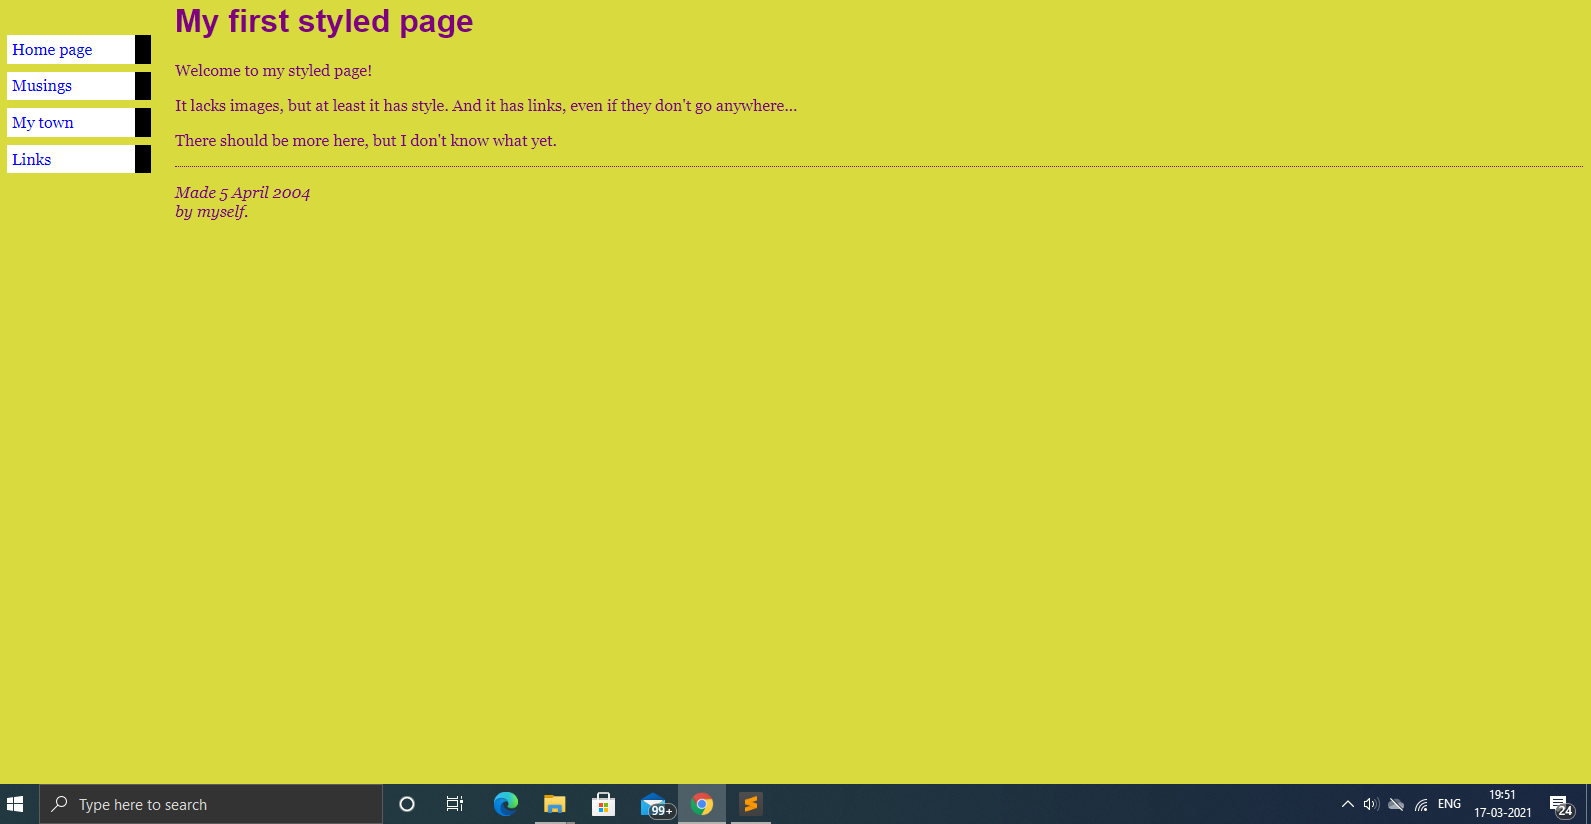 My first styled page
Home page
Musings
My town
Links
Welcome to my styled page!
It lacks images, but at least it has style. And it has links, even if they don't go anywhere...
There should be more here, but I don't know what yet.
Made 5 April 2004
by myself.
Type here to search
99+
ENG
19:51
17-03-2021
24